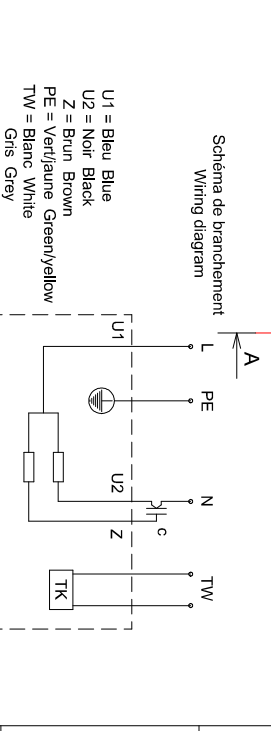 Schéma de branchement
Wiring diagram
A
L
PE
N
TW
U1
U2
Z
c
TK
U1 = Bleu Blue
U2 = Noir Black
Z = Brun Brown
PE = Vert/jaune Green/yellow
TW = Blanc White
Gris Grey